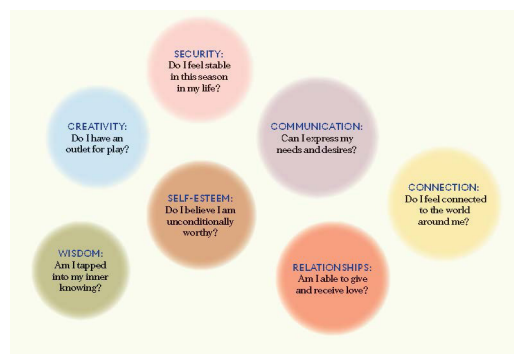 SECURITY:
Do I feel stable
in this season
in my life?
CREATIVITY:
Do I have an
outlet for play?
COMMUNICATION:
Can I express my
needs and desires?
SELF-ESTEEM:
Do I believe I am
unconditionally
worthy?
CONNECTION:
Do I feel connected
to the world
around me?
WISDOM:
Am I tapped
into my inner
knowing?
RELATIONSHIPS:
Am I able to give
and receive love?